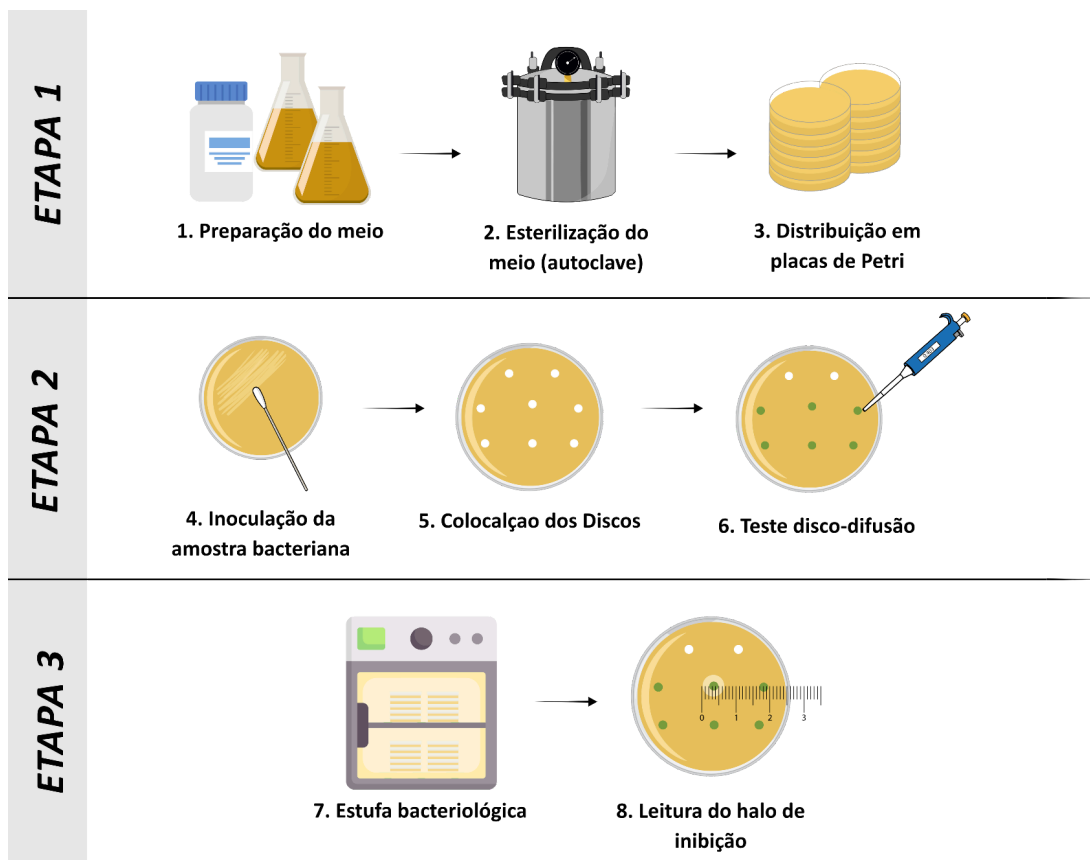 ETAPA 1
1. Preparação do meio
2. Esterilização do
meio (autoclave)
3. Distribuição em
placas de Petri
ETAPA 2
4. Inoculação da
amostra bacteriana
5. Colocalçao dos Discos
6. Teste disco-difusão
ETAPA 3
0 1 2 3
7. Estufa bacteriológica
8. Leitura do halo de
inibição